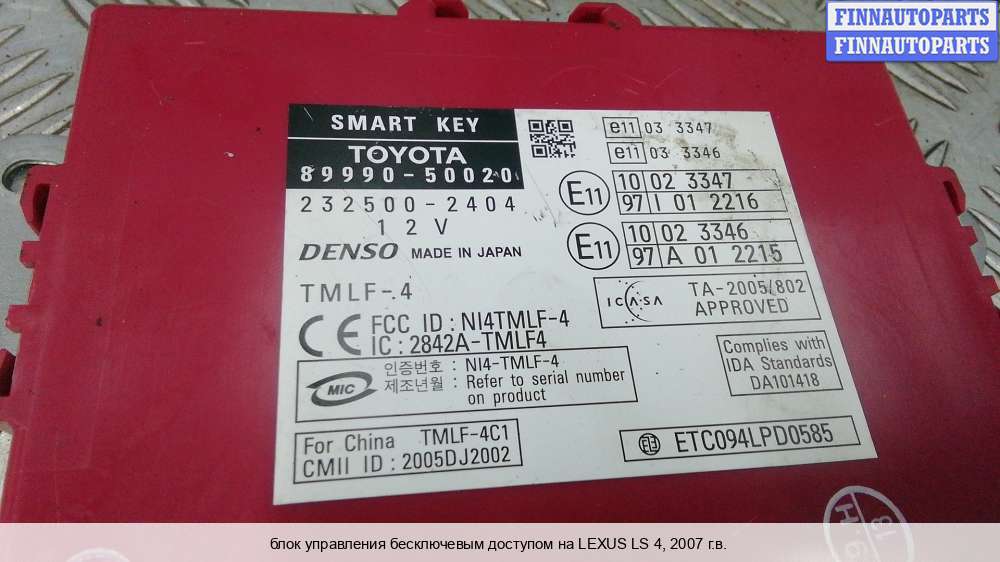 FINNAUTOPARTS
FINNAUTOPARTS
SMART KEY
TOYOTA
89990-50020
232500-2404
12V
DENSO MADE IN JAPAN
TMLF-4
e11 03 3347
e11 03 3346
E11 10 02 3347
97 I 01 2216
E11 10 02 3346
97 A 01 2215
ICASA TA-2005/802
APPROVED
CE FCC ID : NI4TMLF-4
IC : 2842A-TMLF4
MIC 인증번호 : NI4-TMLF-4
제조년월 : Refer to serial number
on product
Complies with
IDA Standards
DA101418
For China TMLF-4C1
CMII ID : 2005DJ2002
ETC094LPD0585
блок управления бесключевым доступом на LEXUS LS 4, 2007 г.в.